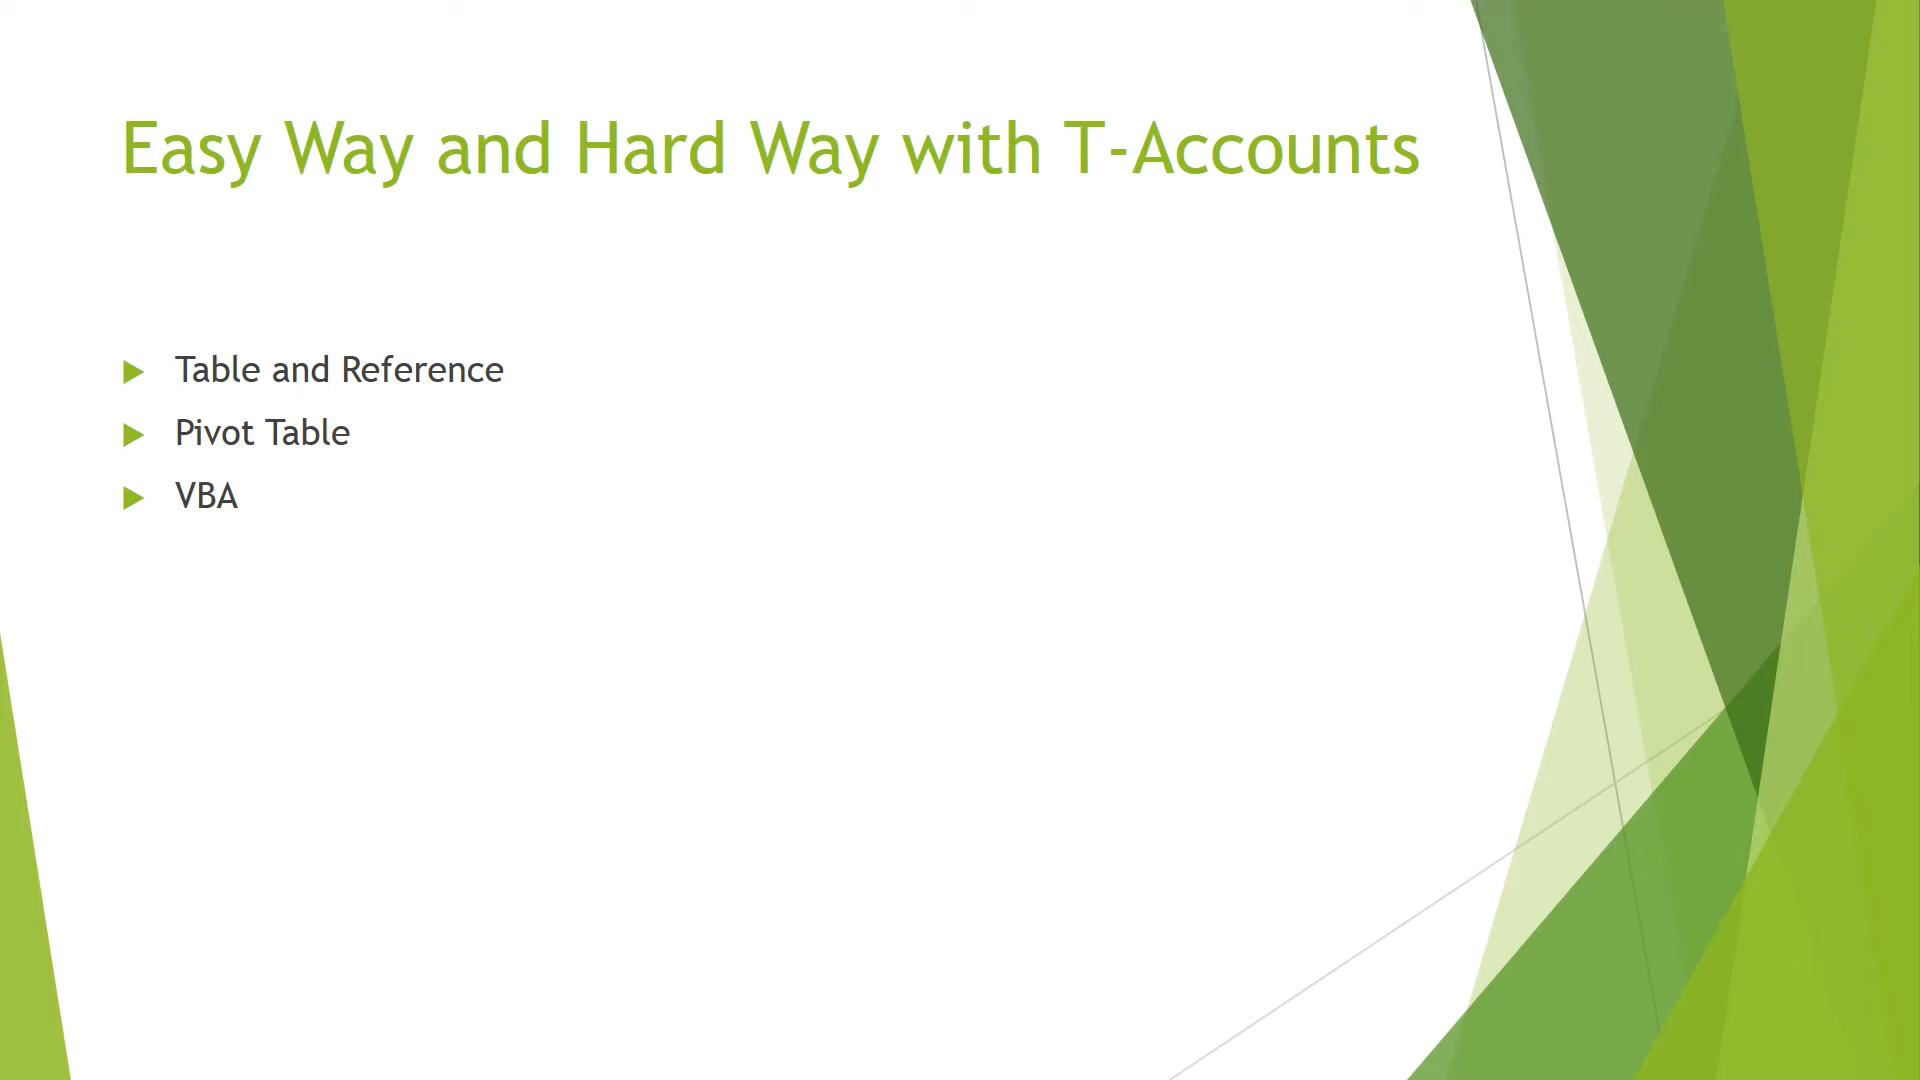 Easy Way and Hard Way with T-Accounts
Table and Reference
Pivot Table
VBA